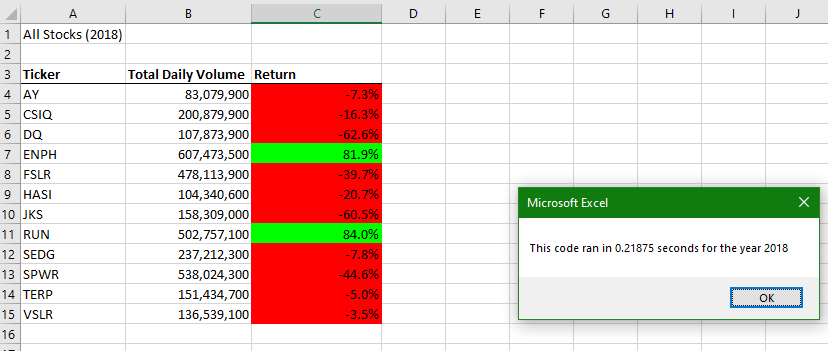 A B C D E F G H I J
1 All Stocks (2018)
2
3 Ticker Total Daily Volume Return
4 AY 83,079,900 -7.3%
5 CSIQ 200,879,900 -16.3%
6 DQ 107,873,900 -62.6%
7 ENPH 607,473,500 81.9%
8 FSLR 478,113,900 -39.7%
9 HASI 104,340,600 -20.7%
10 JKS 158,309,000 -60.5%
11 RUN 502,757,100 84.0%
12 SEDG 237,212,300 -7.8%
13 SPWR 538,024,300 -44.6%
14 TERP 151,434,700 -5.0%
15 VSLR 136,539,100 -3.5%
16
Microsoft Excel
This code ran in 0.21875 seconds for the year 2018
OK